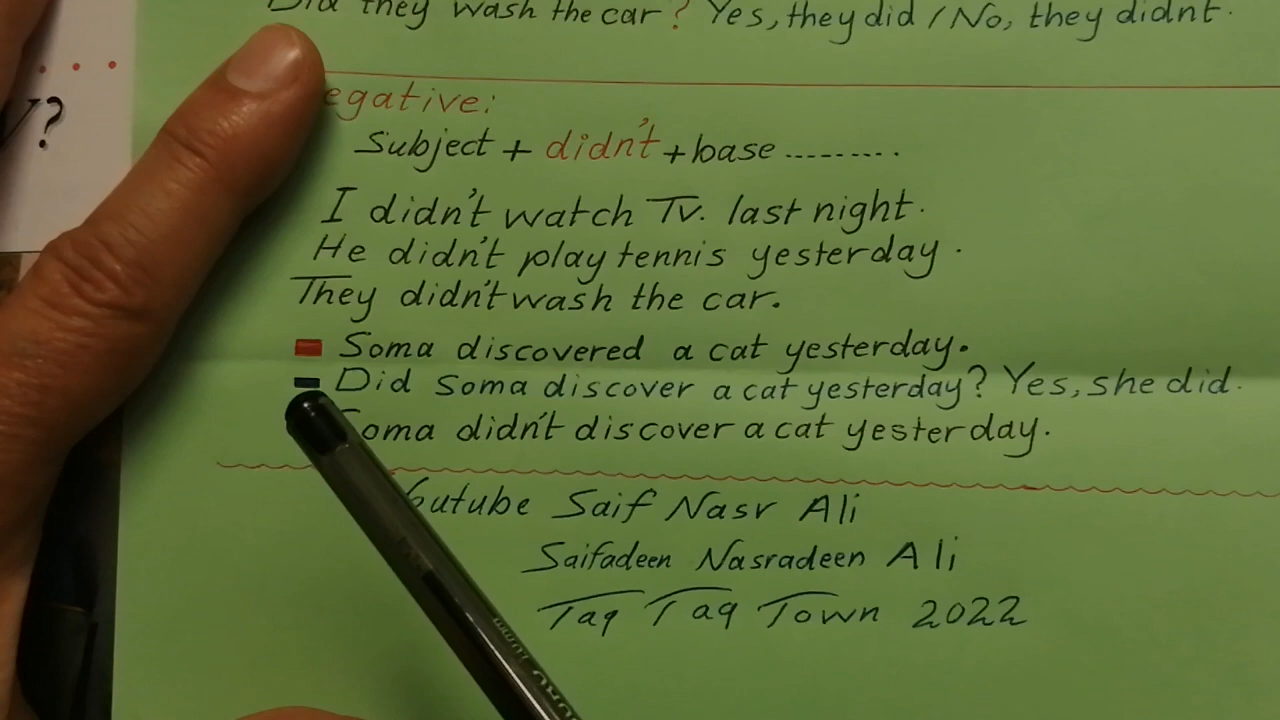 Did they wash the car? Yes, they did / No, they didnt.
egative:
Subject + didn't + base ..........
I didn't watch Tv. last night.
He didn't play tennis yesterday.
They didn't wash the car.
Soma discovered a cat yesterday.
Did Soma discover a cat yesterday? Yes, she did.
oma didn't discover a cat yesterday.
outube Saif Nasr Ali
Saifadeen Nasradeen Ali
Taq Taq Town 2022